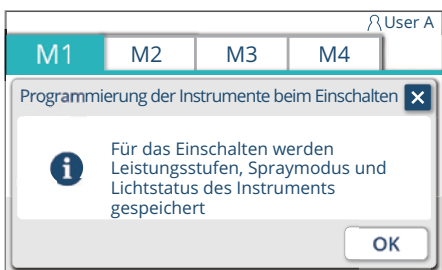 User A
M1 M2 M3 M4
Programmierung der Instrumente beim Einschalten
Für das Einschalten werden
Leistungsstufen, Spraymodus und
Lichtstatus des Instruments
gespeichert
OK